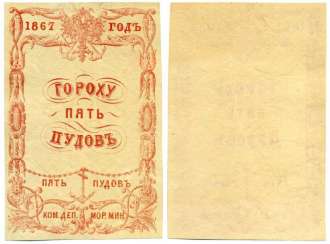 1867 ГОДЪ
ГОРОХУ
ПЯТЬ
ПУДОВЪ
ПЯТЬ ПУДОВЪ
КОМ. ДЕП. МОР. МИН.